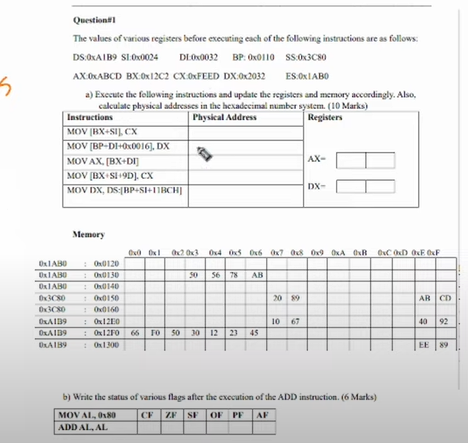 Question#1
The values of various registers before executing each of the following instructions are as follows:
DS:0xA1B9 SI:0x0024 DI:0x0032 BP: 0x0110 SS:0x3C80
AX:0xABCD BX:0x12C2 CX:0xFEED DX:0x2032 ES:0x1AB0
a) Execute the following instructions and update the registers and memory accordingly. Also,
calculate physical addresses in the hexadecimal number system. (10 Marks)
Instructions Physical Address Registers
MOV [BX+SI], CX
MOV [BP+DI+0x0016], DX
MOV AX, [BX+DI]
AX=
MOV [BX+SI+9D], CX
MOV DX, DS:[BP+SI+11BCH]
DX=
Memory
0x0 0x1 0x2 0x3 0x4 0x5 0x6 0x7 0x8 0x9 0xA 0xB 0xC 0xD 0xE 0xF
0x1AB0 : 0x0120
0x1AB0 : 0x0130 50 56 78 AB
0x1AB0 : 0x0140
0x3C80 : 0x0150 20 89 AB CD
0x3C80 : 0x0160
0xA1B9 : 0x12E0 10 67 40 92
0xA1B9 : 0x12F0 66 F0 50 30 12 23 45
0xA1B9 : 0x1300 EE 89
b) Write the status of various flags after the execution of the ADD instruction. (6 Marks)
MOV AL, 0x80 CF ZF SF OF PF AF
ADD AL, AL